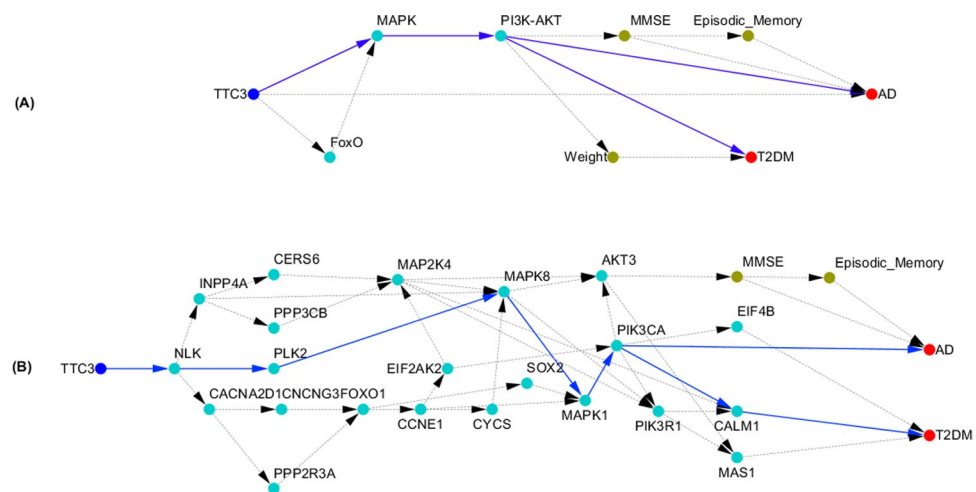 MAPK
PI3K-AKT
MMSE
Episodic_Memory
(A)
TTC3
AD
FoxO
Weight
T2DM
CERS6
MAP2K4
AKT3
MMSE
Episodic_Memory
INPP4A
MAPK8
PPP3CB
EIF4B
PIK3CA
NLK
PLK2
(B)
TTC3
EIF2AK2
SOX2
AD
CACNA2D1CNCNG3FOXO1
CCNE1
CYCS
MAPK1
PIK3R1
CALM1
T2DM
MAS1
PPP2R3A